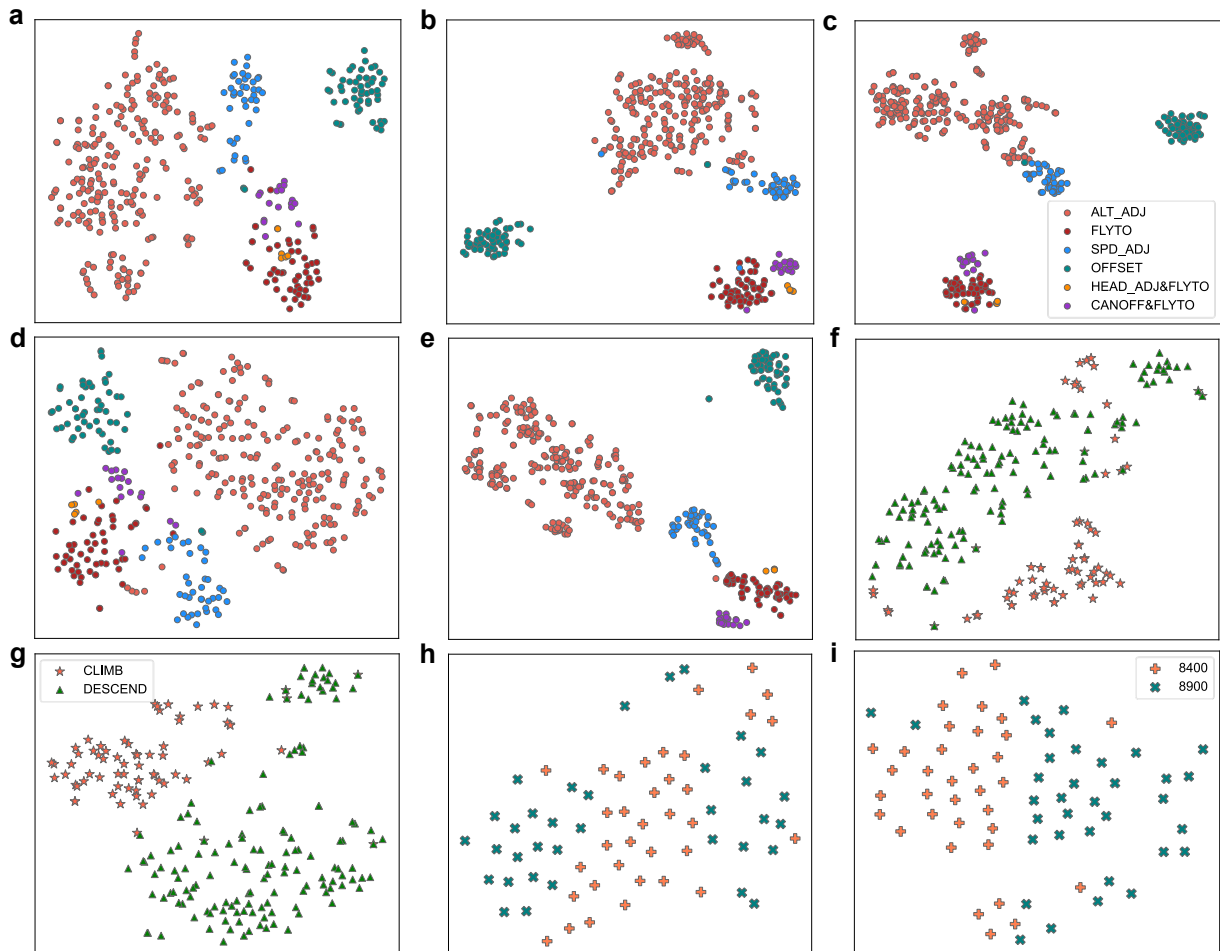 a
b
c
ALT_ADJ
FLYTO
SPD_ADJ
OFFSET
HEAD_ADJ&FLYTO
CANOFF&FLYTO
d
e
f
g
CLIMB
DESCEND
h
i
8400
8900